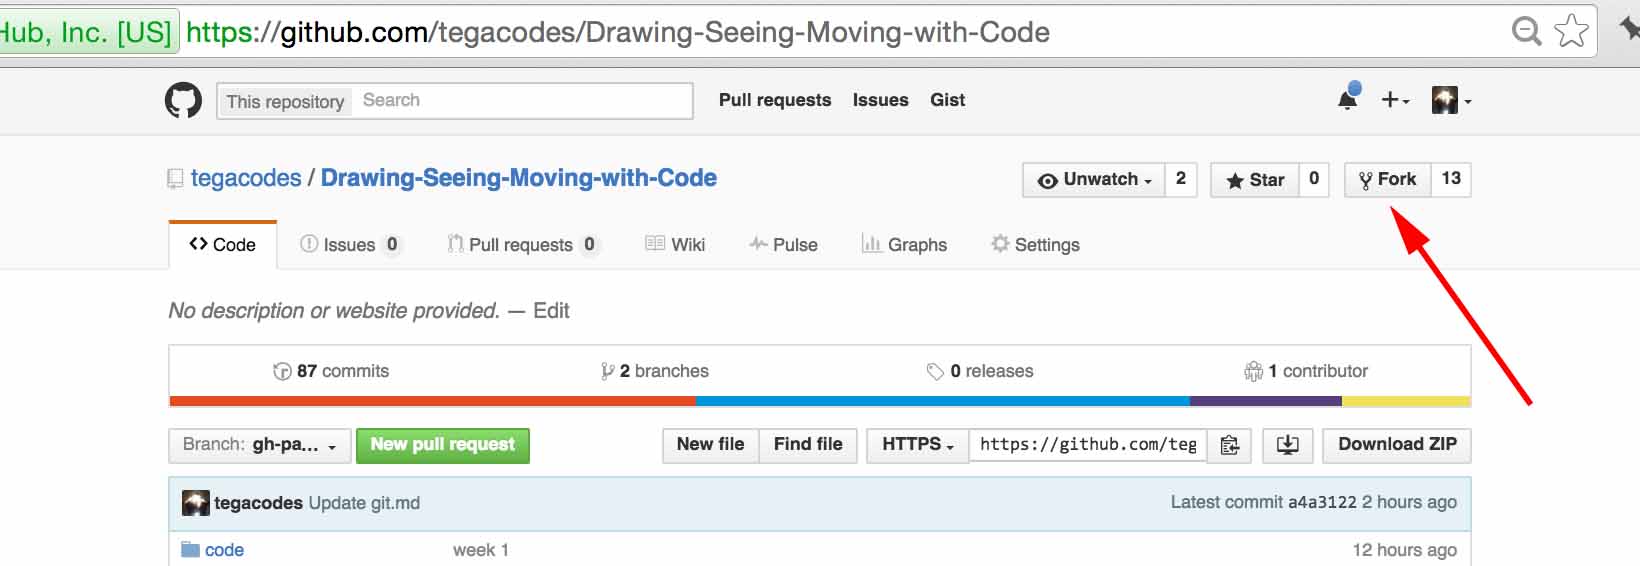 Hub, Inc. [US] https://github.com/tegacodes/Drawing-Seeing-Moving-with-Code
This repository Search Pull requests Issues Gist
tegacodes / Drawing-Seeing-Moving-with-Code Unwatch 2 Star 0 Fork 13
Code Issues 0 Pull requests 0 Wiki Pulse Graphs Settings
No description or website provided. — Edit
87 commits 2 branches 0 releases 1 contributor
Branch: gh-pa... New pull request New file Find file HTTPS https://github.com/teg Download ZIP
tegacodes Update git.md Latest commit a4a3122 2 hours ago
code week 1 12 hours ago